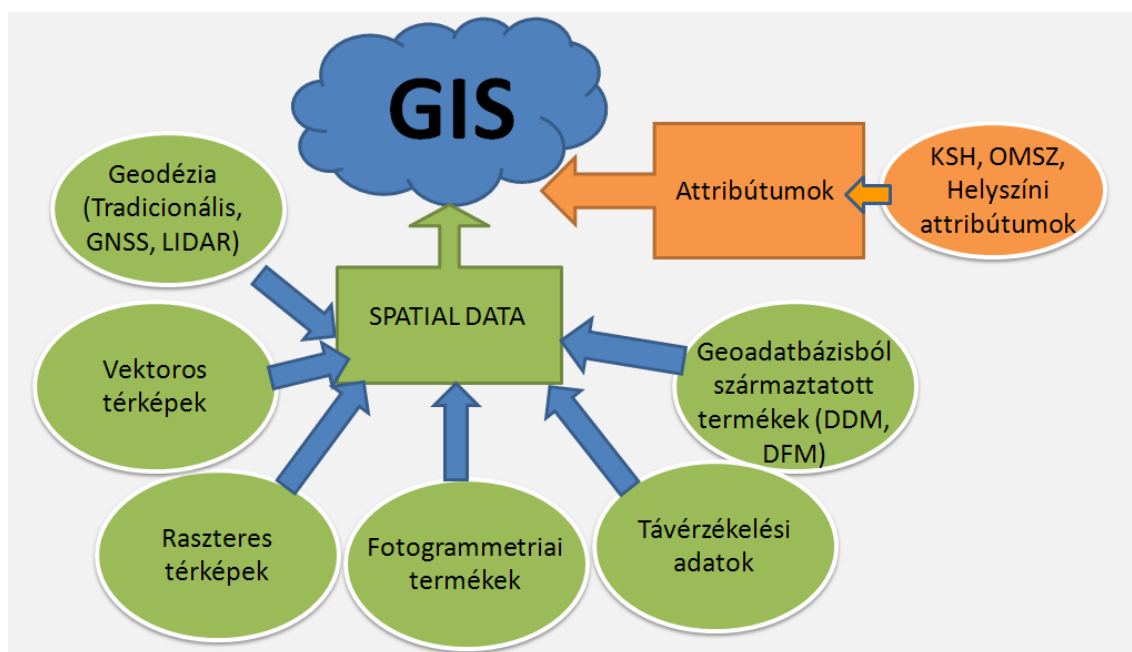 GIS
Geodézia
(Tradicionális,
GNSS, LIDAR)
Attribútumok
KSH, OMSZ,
Helyszíni
attribútumok
SPATIAL DATA
Vektoros
térképek
Geoadatbázisból
származtatott
termékek (DDM,
DFM)
Raszteres
térképek
Fotogrammetriai
termékek
Távérzékelési
adatok